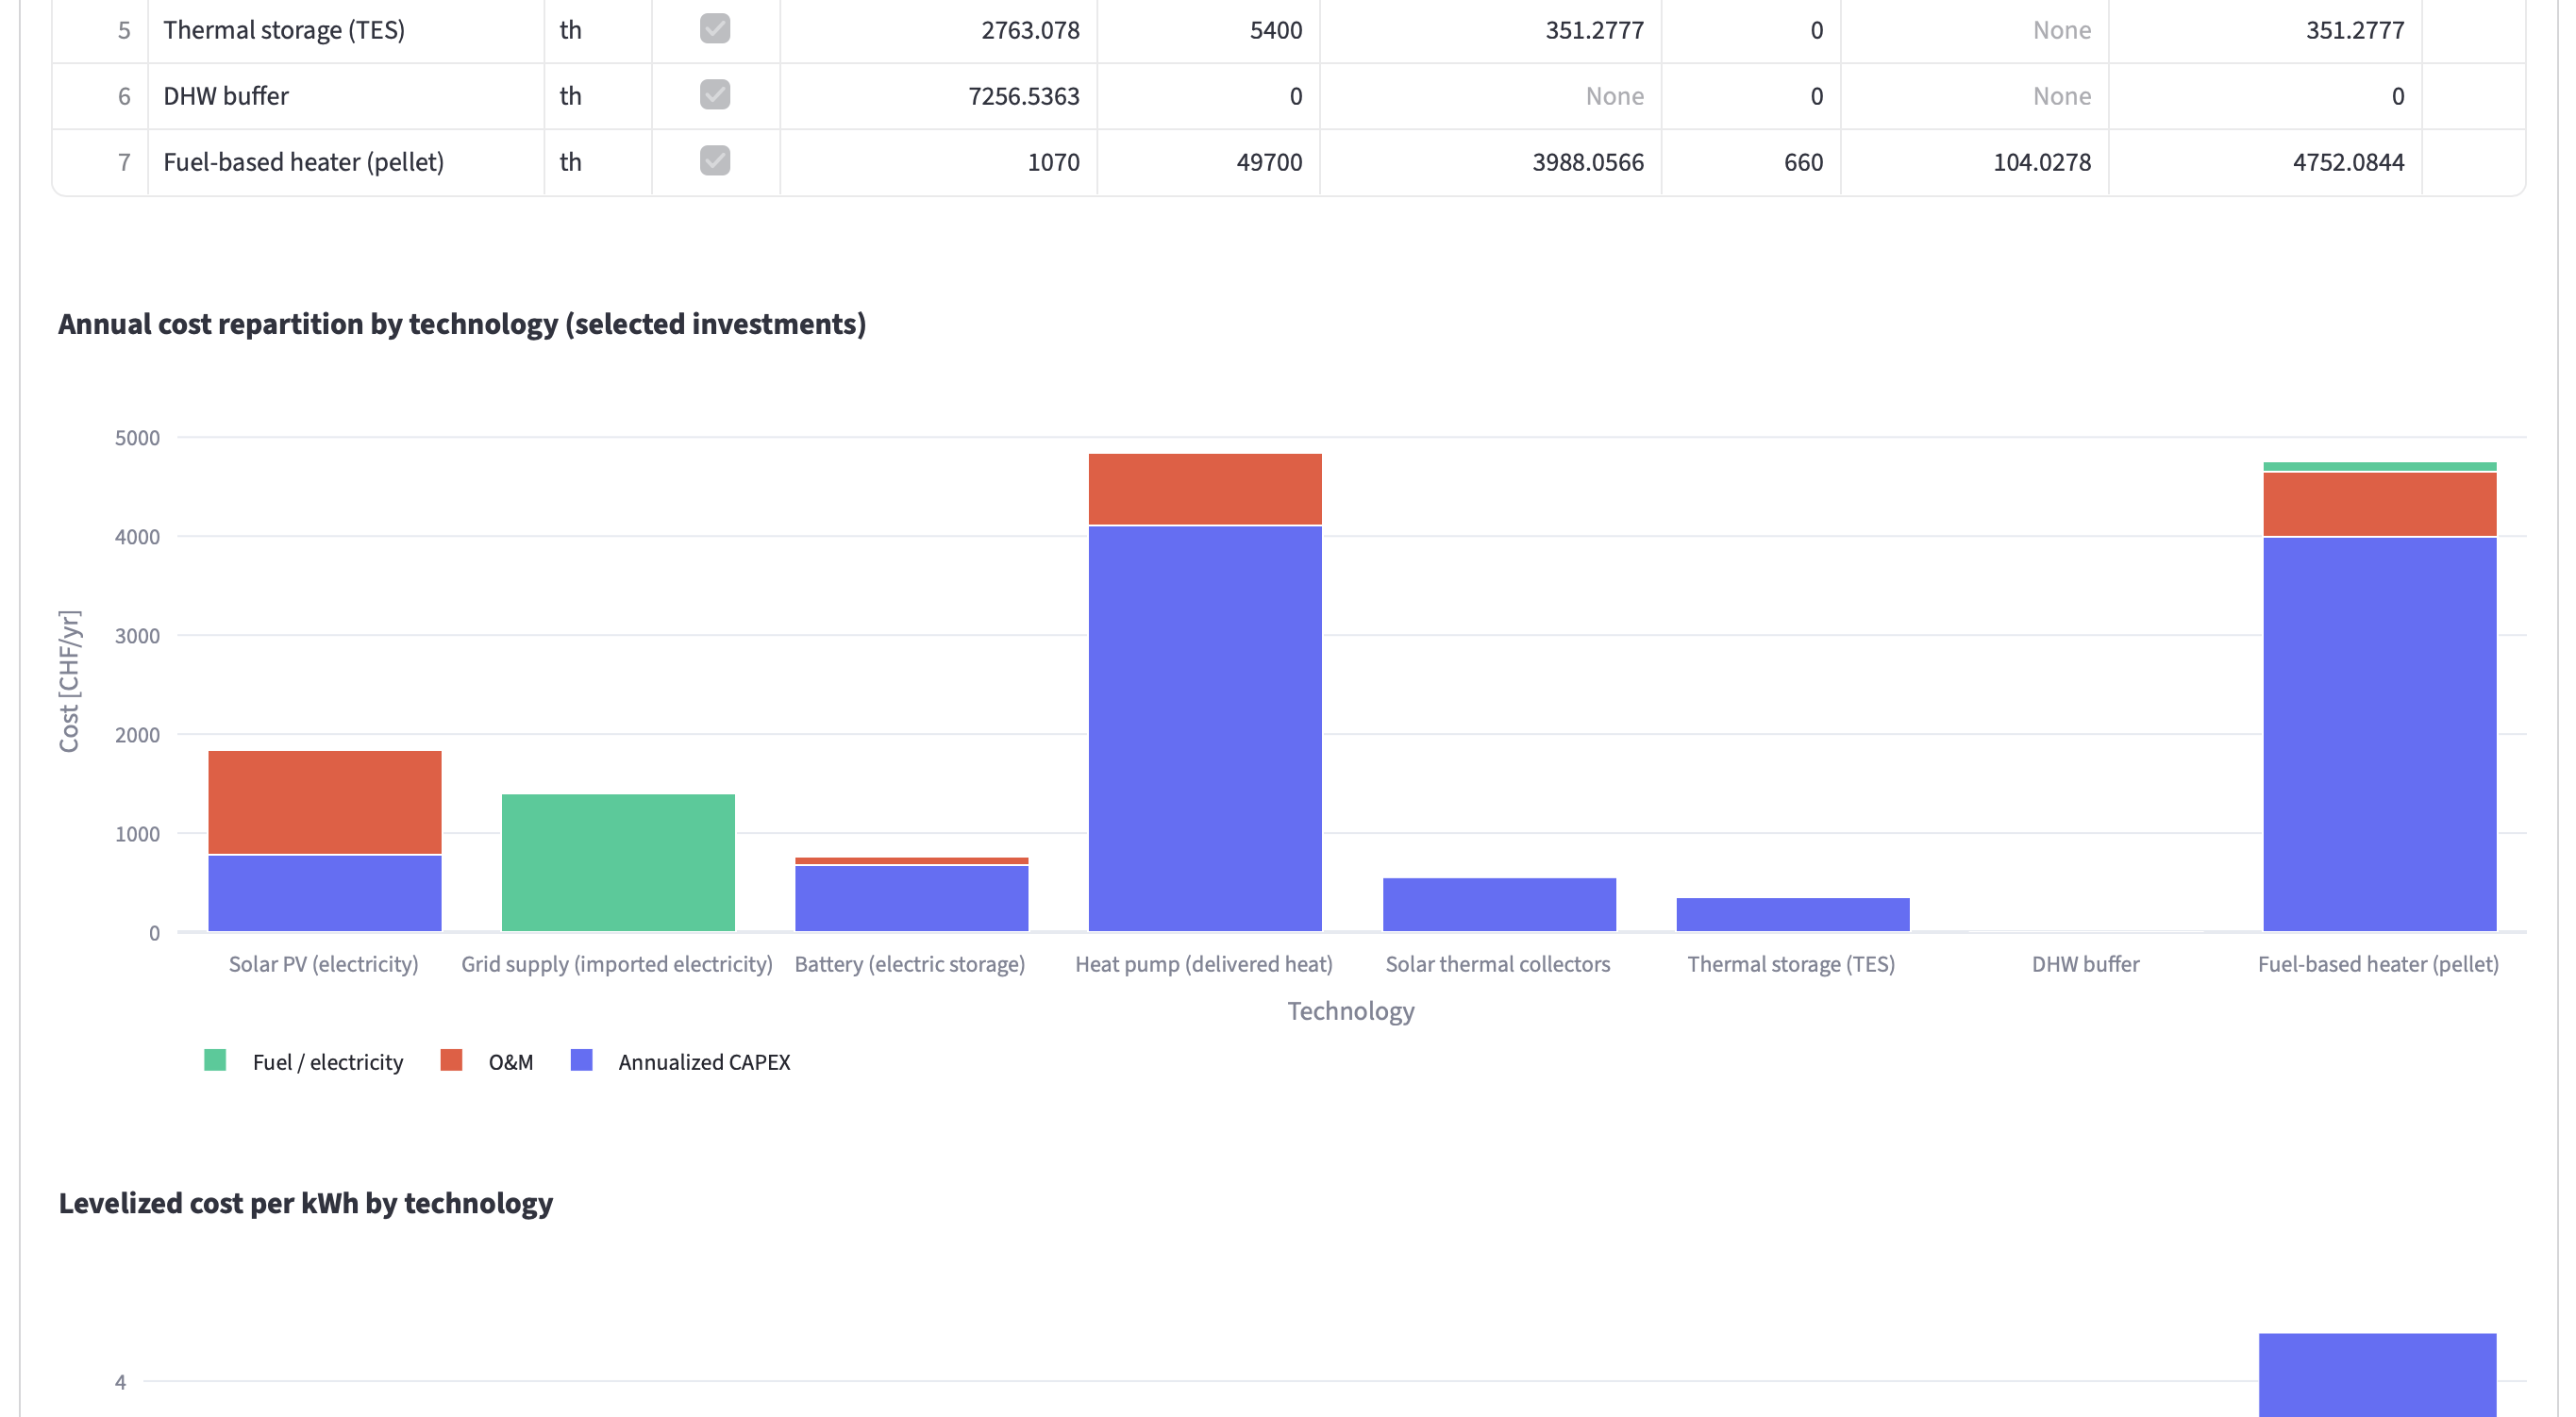 5 Thermal storage (TES) th 2763.078 5400 351.2777 0 None 351.2777
6 DHW buffer th 7256.5363 0 None 0 None 0
7 Fuel-based heater (pellet) th 1070 49700 3988.0566 660 104.0278 4752.0844
Annual cost repartition by technology (selected investments)
5000
4000
3000
2000
1000
0
Cost [CHF/yr]
Solar PV (electricity) Grid supply (imported electricity) Battery (electric storage) Heat pump (delivered heat) Solar thermal collectors Thermal storage (TES) DHW buffer Fuel-based heater (pellet)
Technology
Fuel / electricity O&M Annualized CAPEX
Levelized cost per kWh by technology
4